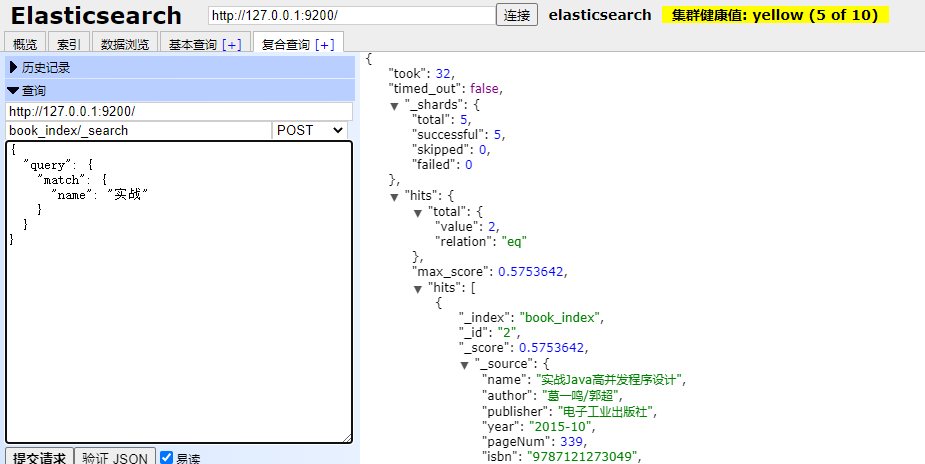 Elasticsearch http://127.0.0.1:9200/ 连接 elasticsearch 集群健康值: yellow (5 of 10)
概览 索引 数据浏览 基本查询 [+] 复合查询 [+]
历史记录
查询
http://127.0.0.1:9200/
book_index/_search POST
{
"query": {
"match": {
"name": "实战"
}
}
}
提交请求 验证 JSON 易读
{
"took": 32,
"timed_out": false,
"_shards": {
"total": 5,
"successful": 5,
"skipped": 0,
"failed": 0
},
"hits": {
"total": {
"value": 2,
"relation": "eq"
},
"max_score": 0.5753642,
"hits": [
{
"_index": "book_index",
"_id": "2",
"_score": 0.5753642,
"_source": {
"name": "实战Java高并发程序设计",
"author": "葛一鸣/郭超",
"publisher": "电子工业出版社",
"year": "2015-10",
"pageNum": 339,
"isbn": "9787121273049",